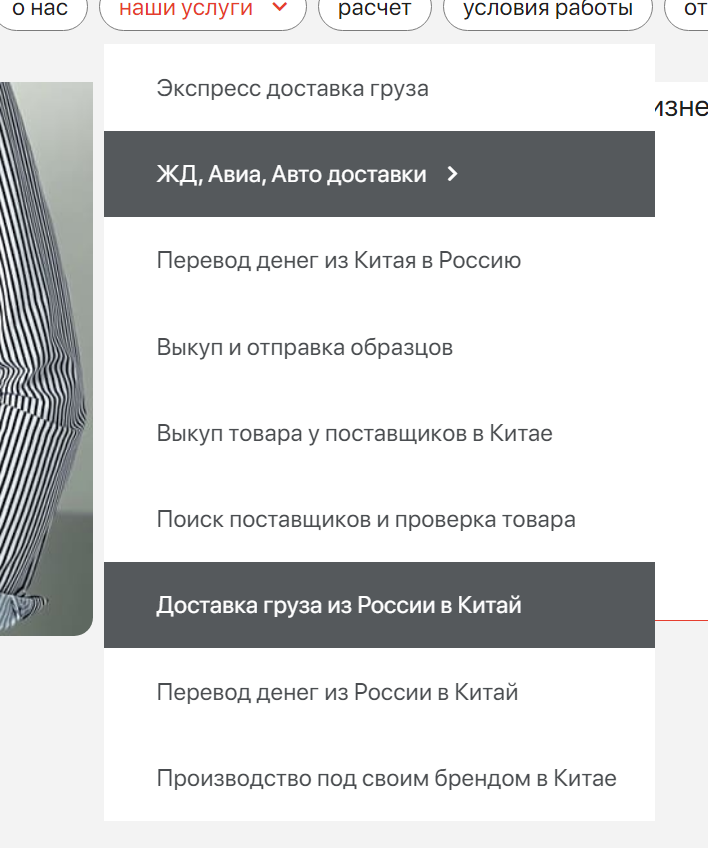 о нас
наши услуги
расчет
условия работы
от
Экспресс доставка груза
ЖД, Авиа, Авто доставки
Перевод денег из Китая в Россию
Выкуп и отправка образцов
Выкуп товара у поставщиков в Китае
Поиск поставщиков и проверка товара
Доставка груза из России в Китай
Перевод денег из России в Китай
Производство под своим брендом в Китае